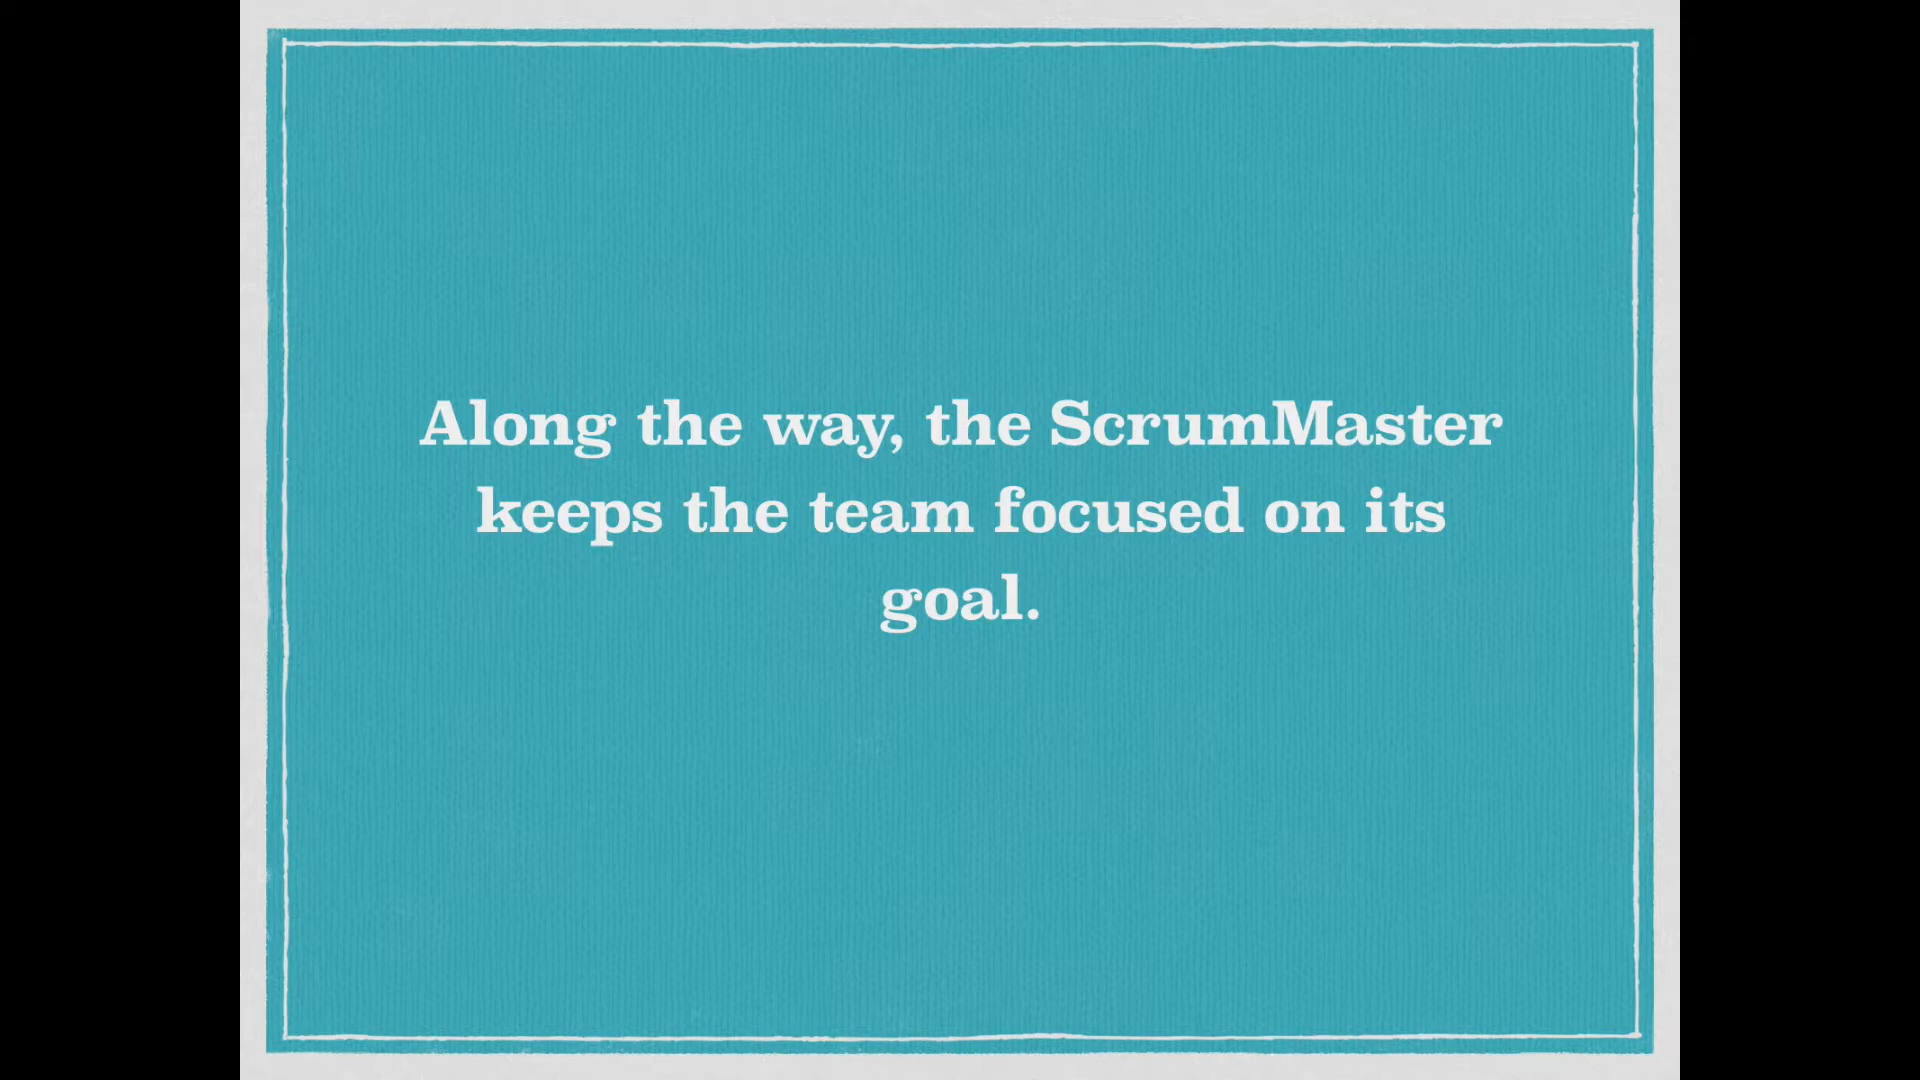 Along the way, the ScrumMaster
keeps the team focused on its
goal.